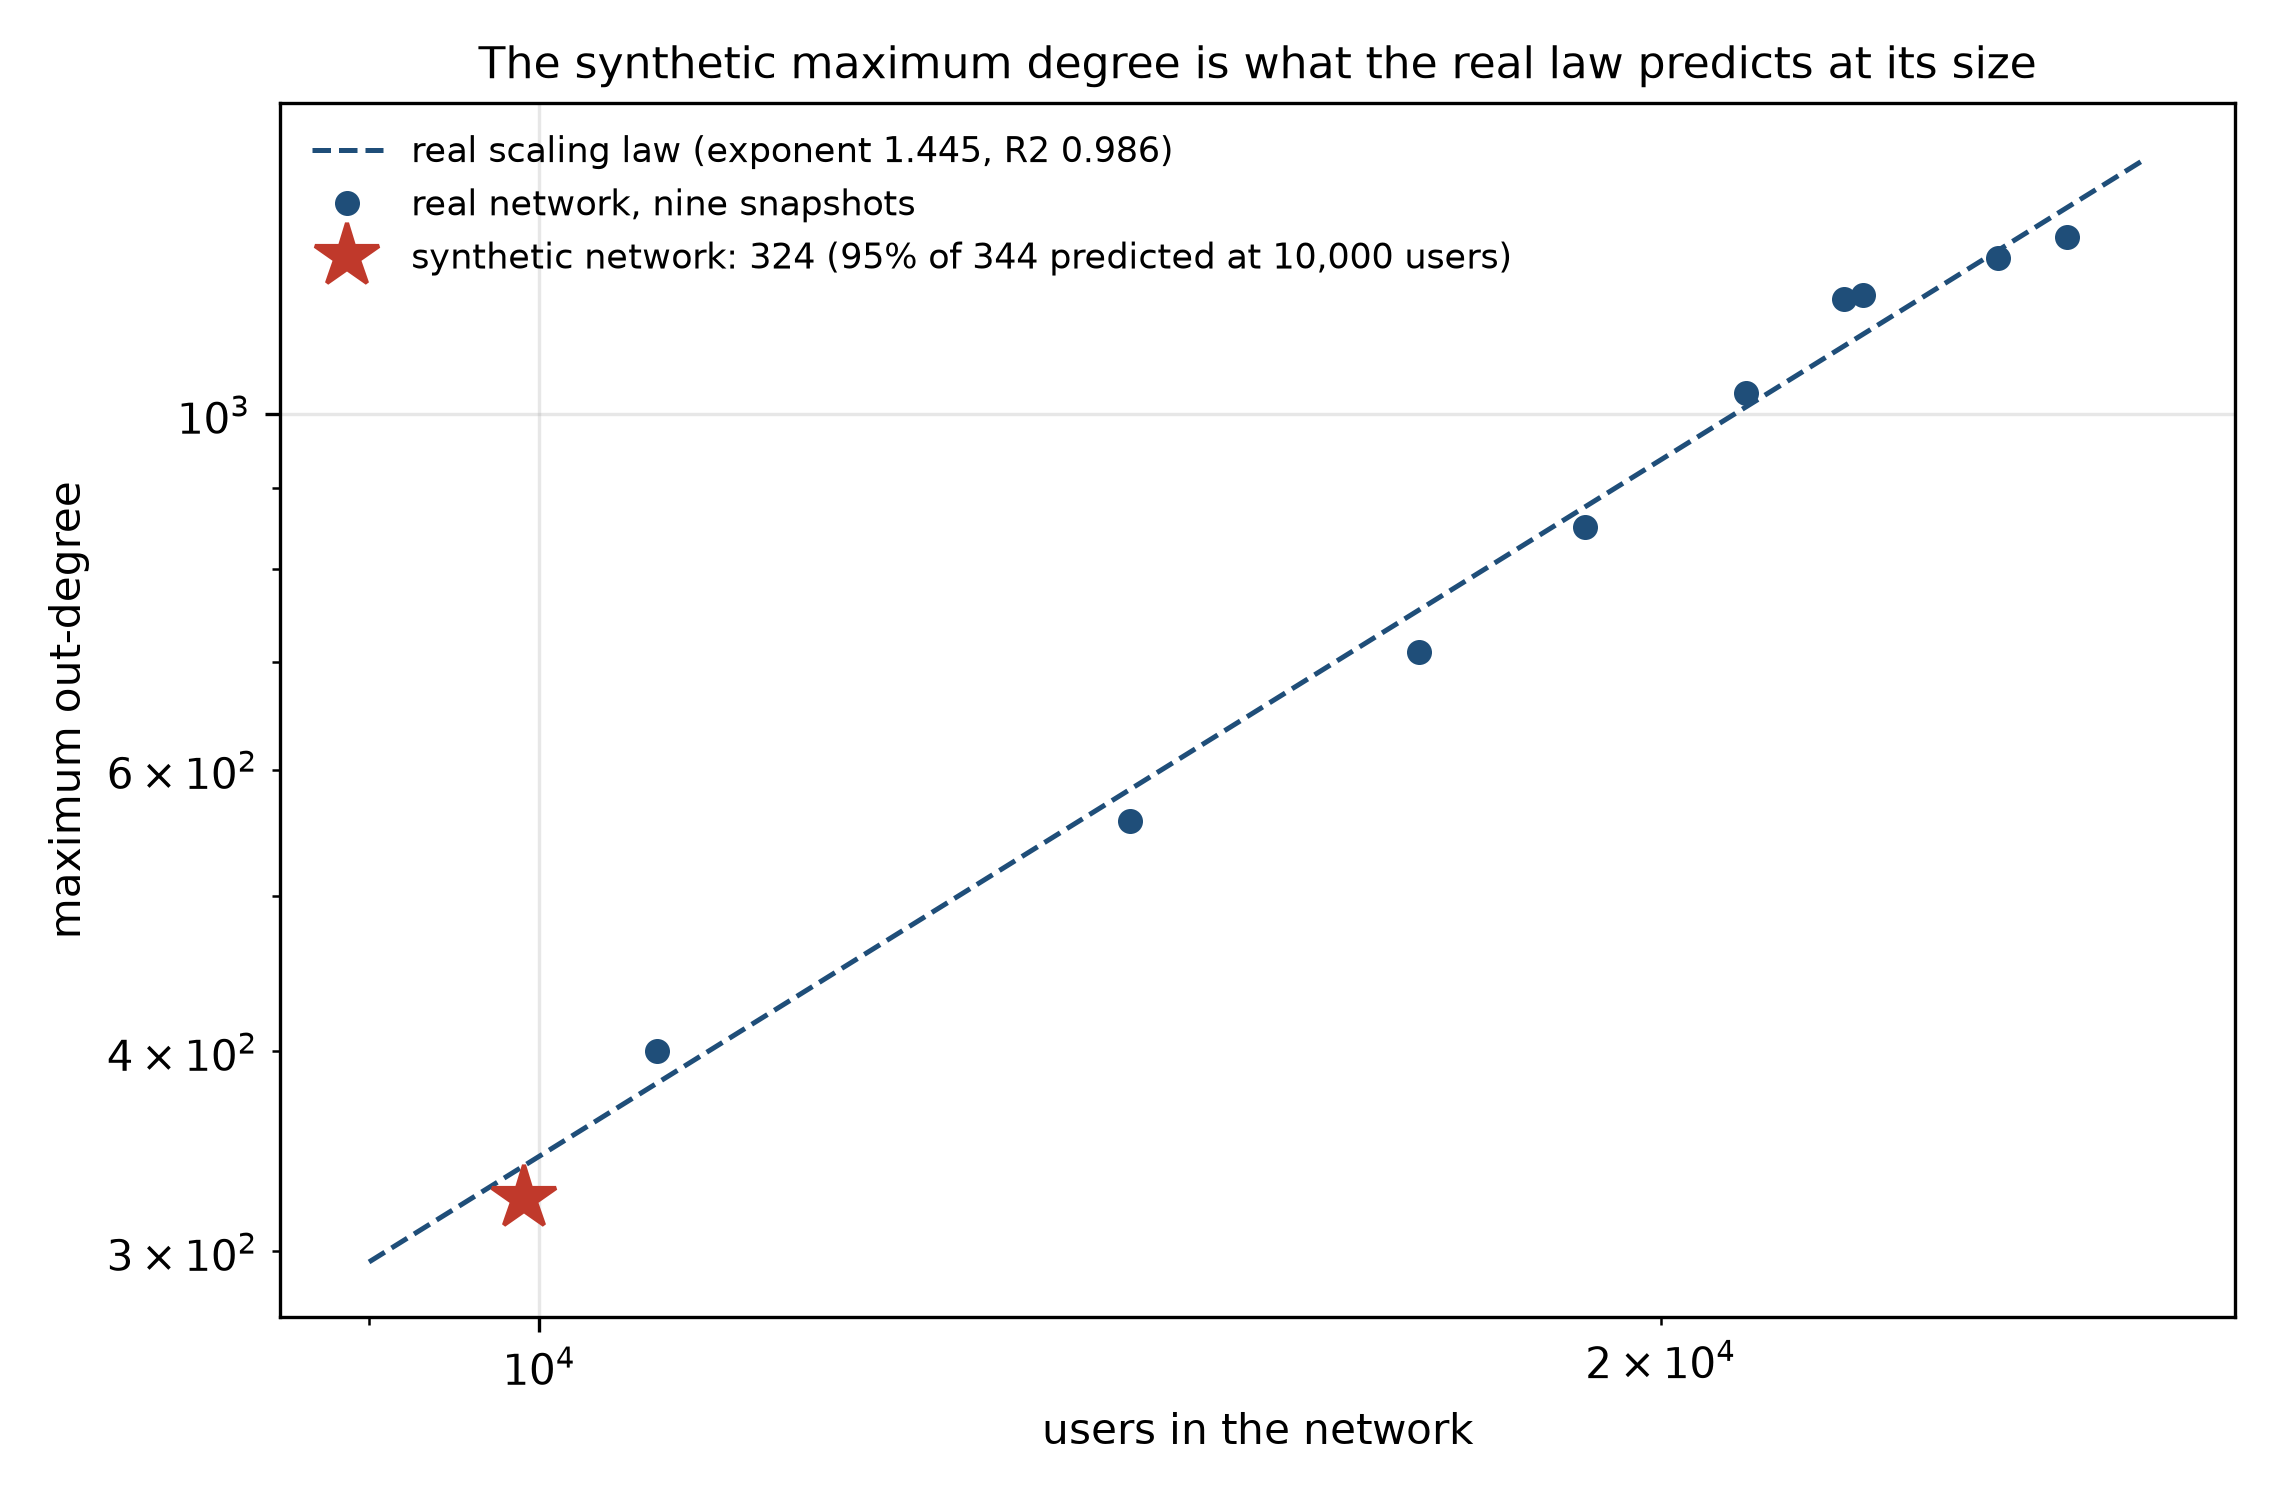 The synthetic maximum degree is what the real law predicts at its size
real scaling law (exponent 1.445, R2 0.986)
real network, nine snapshots
synthetic network: 324 (95% of 344 predicted at 10,000 users)
maximum out-degree
10³
6 × 10²
4 × 10²
3 × 10²
10⁴
2 × 10⁴
users in the network